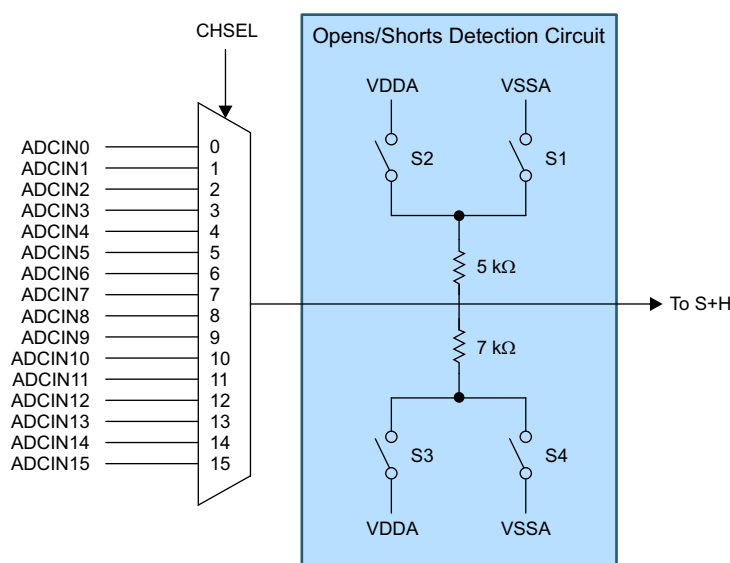 CHSEL
Opens/Shorts Detection Circuit
VDDA
VSSA
S2
S1
ADCIN0
0
ADCIN1
1
ADCIN2
2
ADCIN3
3
ADCIN4
4
ADCIN5
5
ADCIN6
6
ADCIN7
7
ADCIN8
8
ADCIN9
9
ADCIN10
10
ADCIN11
11
ADCIN12
12
ADCIN13
13
ADCIN14
14
ADCIN15
15
5 kΩ
To S+H
7 kΩ
S3
S4
VDDA
VSSA